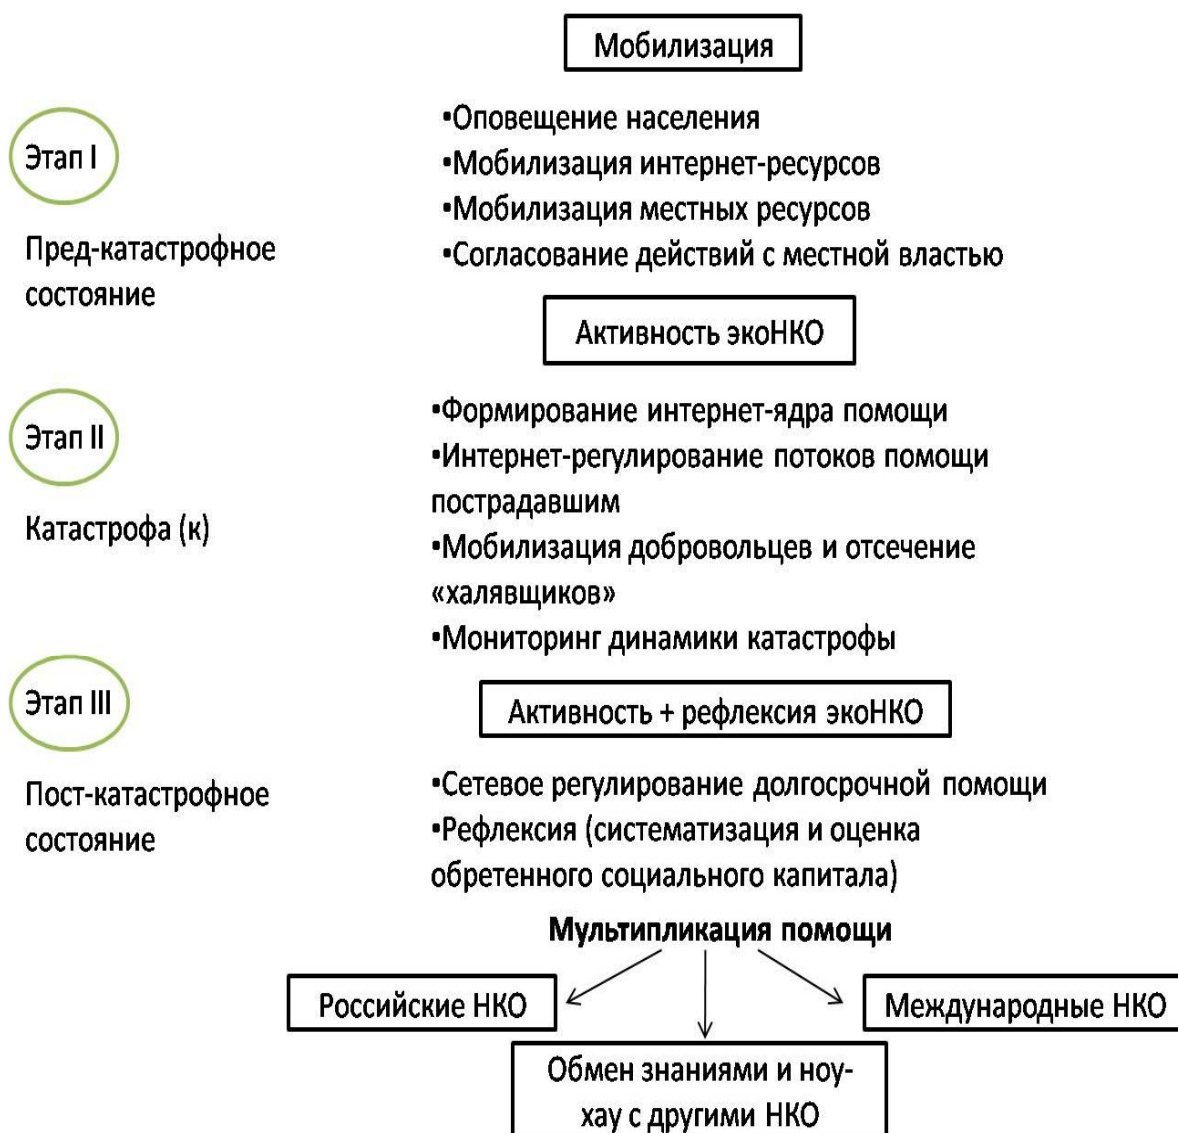 Мобилизация
Этап I
Пред-катастрофное
состояние
•Оповещение населения
•Мобилизация интернет-ресурсов
•Мобилизация местных ресурсов
•Согласование действий с местной властью
Активность экоНКО
Этап II
Катастрофа (к)
•Формирование интернет-ядра помощи
•Интернет-регулирование потоков помощи
пострадавшим
•Мобилизация добровольцев и отсечение
«халявщиков»
•Мониторинг динамики катастрофы
Этап III
Пост-катастрофное
состояние
Активность + рефлексия экоНКО
•Сетевое регулирование долгосрочной помощи
•Рефлексия (систематизация и оценка
обретенного социального капитала)
Мультипликация помощи
Российские НКО
Международные НКО
Обмен знаниями и ноу-
хау с другими НКО